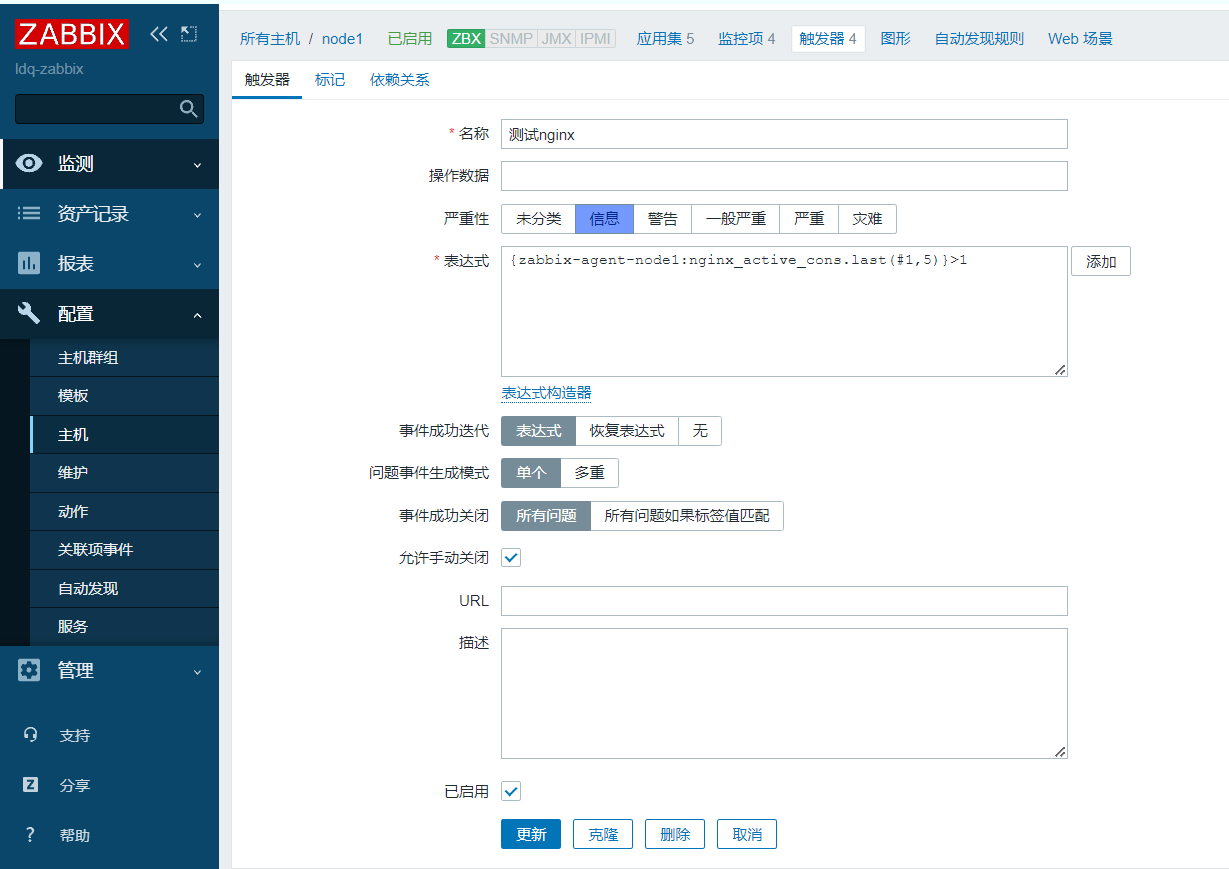 ZABBIX
ldq-zabbix
监测
资产记录
报表
配置
主机群组
模板
主机
维护
动作
关联项事件
自动发现
服务
管理
支持
Z 分享
? 帮助
所有主机 / node1 已启用 ZBX SNMP JMX IPMI 应用集 5 监控项 4 触发器 4 图形 自动发现规则 Web 场景
触发器 标记 依赖关系
* 名称 测试nginx
操作数据
严重性 未分类 信息 警告 一般严重 严重 灾难
* 表达式 {zabbix-agent-node1:nginx_active_cons.last(#1,5)}>1 添加
表达式构造器
事件成功迭代 表达式 恢复表达式 无
问题事件生成模式 单个 多重
事件成功关闭 所有问题 所有问题如果标签值匹配
允许手动关闭
URL
描述
已启用
更新 克隆 删除 取消